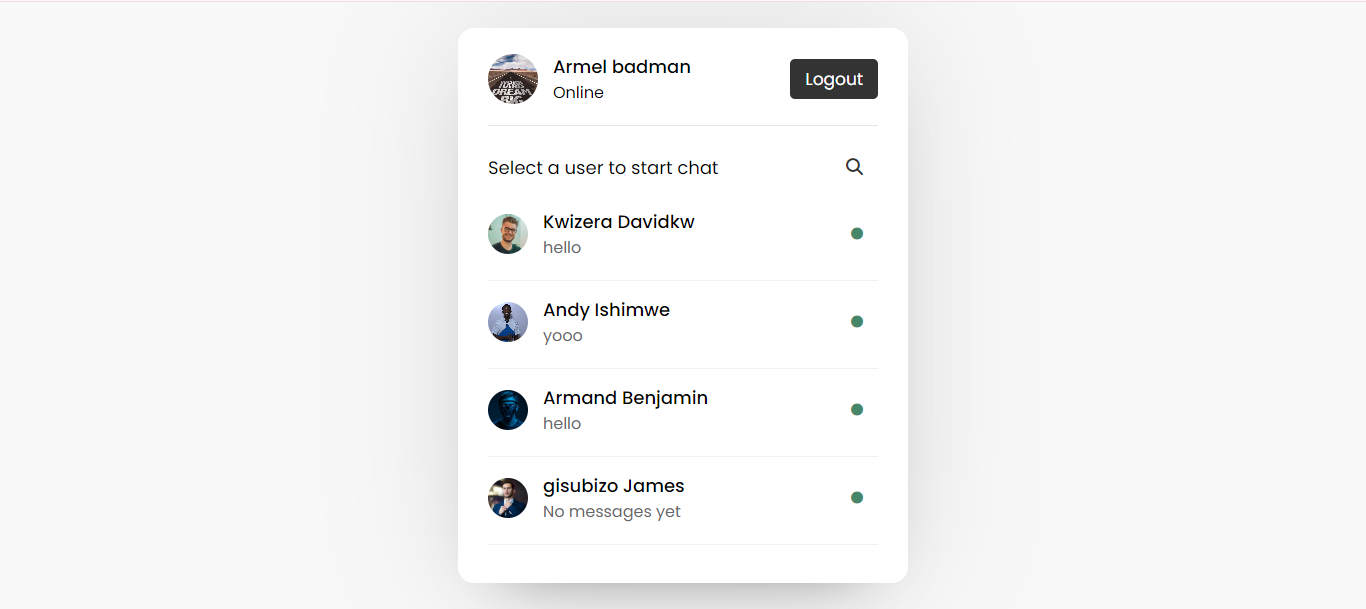 Armel badman
Online
Logout
Select a user to start chat
Kwizera Davidkw
hello
Andy Ishimwe
yooo
Armand Benjamin
hello
gisubizo James
No messages yet